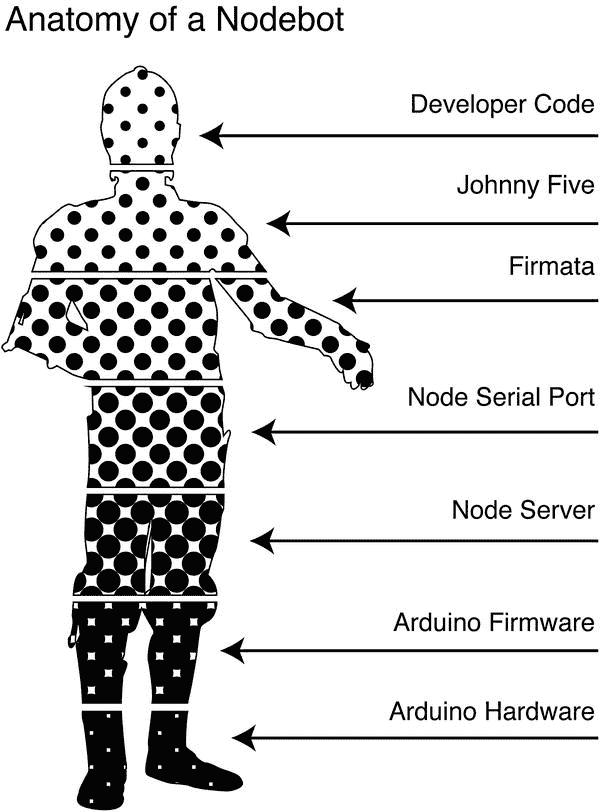 Anatomy of a Nodebot
Developer Code
Johnny Five
Firmata
Node Serial Port
Node Server
Arduino Firmware
Arduino Hardware